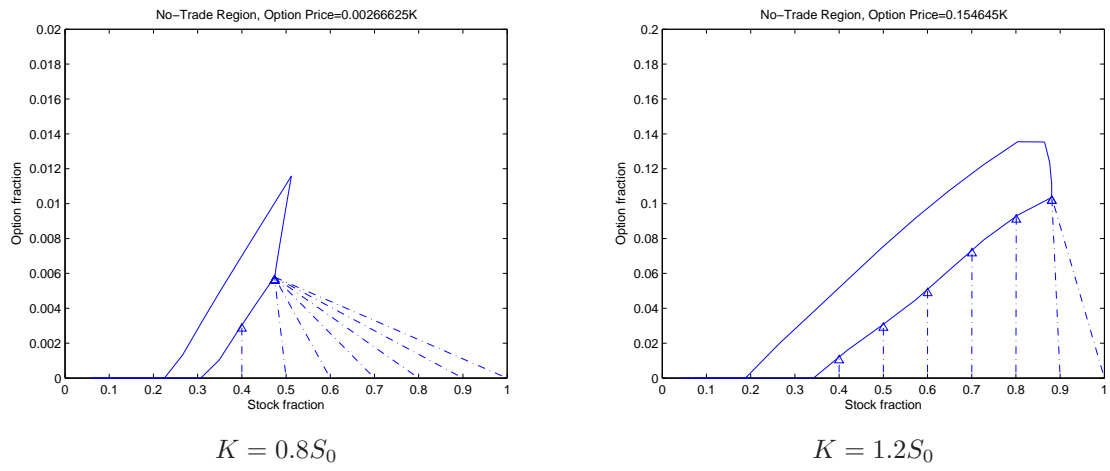 No-Trade Region, Option Price=0.00266625K
0.02
0.018
0.016
0.014
0.012
0.01
0.008
0.006
0.004
0.002
0
Option fraction
0 0.1 0.2 0.3 0.4 0.5 0.6 0.7 0.8 0.9 1
Stock fraction
K = 0.8S₀
No-Trade Region, Option Price=0.154645K
0.2
0.18
0.16
0.14
0.12
0.1
0.08
0.06
0.04
0.02
0
Option fraction
0 0.1 0.2 0.3 0.4 0.5 0.6 0.7 0.8 0.9 1
Stock fraction
K = 1.2S₀